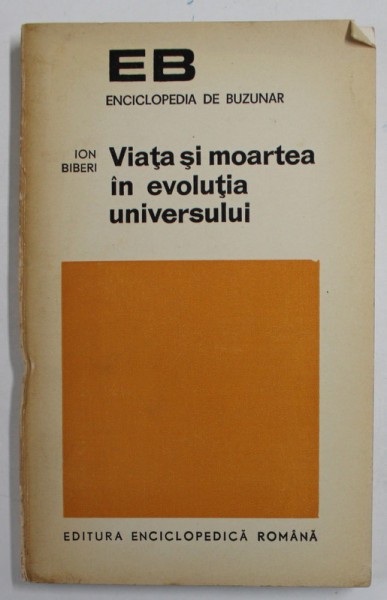 EB
ENCICLOPEDIA DE BUZUNAR
ION
BIBERI
Viaţa şi moartea
în evoluţia
universului
EDITURA ENCICLOPEDICĂ ROMÂNĂ